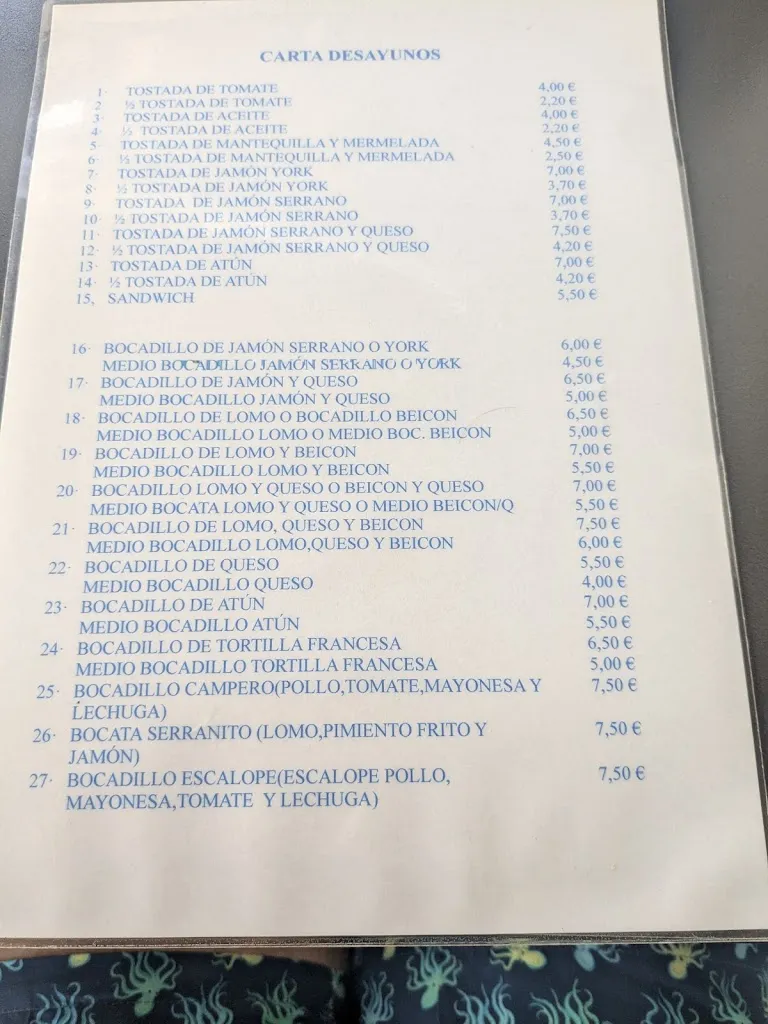 CARTA DESAYUNOS
1- TOSTADA DE TOMATE 4,00 €
2 ½ TOSTADA DE TOMATE 2,20 €
3- TOSTADA DE ACEITE 4,00 €
4- ½ TOSTADA DE ACEITE 2,20 €
5- TOSTADA DE MANTEQUILLA Y MERMELADA 4,50 €
6- ½ TOSTADA DE MANTEQUILLA Y MERMELADA 2,50 €
7- TOSTADA DE JAMÓN YORK 7,00 €
8- ½ TOSTADA DE JAMÓN YORK 3,70 €
9- TOSTADA DE JAMÓN SERRANO 7,00 €
10- ½ TOSTADA DE JAMÓN SERRANO 3,70 €
11- TOSTADA DE JAMÓN SERRANO Y QUESO 7,50 €
12- ½ TOSTADA DE JAMÓN SERRANO Y QUESO 4,20 €
13- TOSTADA DE ATÚN 7,00 €
14- ½ TOSTADA DE ATÚN 4,20 €
15, SANDWICH 5,50 €
16- BOCADILLO DE JAMÓN SERRANO O YORK 6,00 €
MEDIO BOCADILLO JAMÓN SERRANO O YORK 4,50 €
17- BOCADILLO DE JAMÓN Y QUESO 6,50 €
MEDIO BOCADILLO JAMÓN Y QUESO 5,00 €
18- BOCADILLO DE LOMO O BOCADILLO BEICON 6,50 €
MEDIO BOCADILLO LOMO O MEDIO BOC. BEICON 5,00 €
19- BOCADILLO DE LOMO Y BEICON 7,00 €
MEDIO BOCADILLO LOMO Y BEICON 5,50 €
20- BOCADILLO LOMO Y QUESO O BEICON Y QUESO 7,00 €
MEDIO BOCATA LOMO Y QUESO O MEDIO BEICON/Q 5,50 €
21- BOCADILLO DE LOMO, QUESO Y BEICON 7,50 €
MEDIO BOCADILLO LOMO,QUESO Y BEICON 6,00 €
22- BOCADILLO DE QUESO 5,50 €
MEDIO BOCADILLO QUESO 4,00 €
23- BOCADILLO DE ATÚN 7,00 €
MEDIO BOCADILLO ATÚN 5,50 €
24- BOCADILLO DE TORTILLA FRANCESA 6,50 €
MEDIO BOCADILLO TORTILLA FRANCESA 5,00 €
25- BOCADILLO CAMPERO(POLLO,TOMATE,MAYONESA Y 7,50 €
LECHUGA)
26- BOCATA SERRANITO (LOMO,PIMIENTO FRITO Y 7,50 €
JAMÓN)
27- BOCADILLO ESCALOPE(ESCALOPE POLLO, 7,50 €
MAYONESA,TOMATE Y LECHUGA)